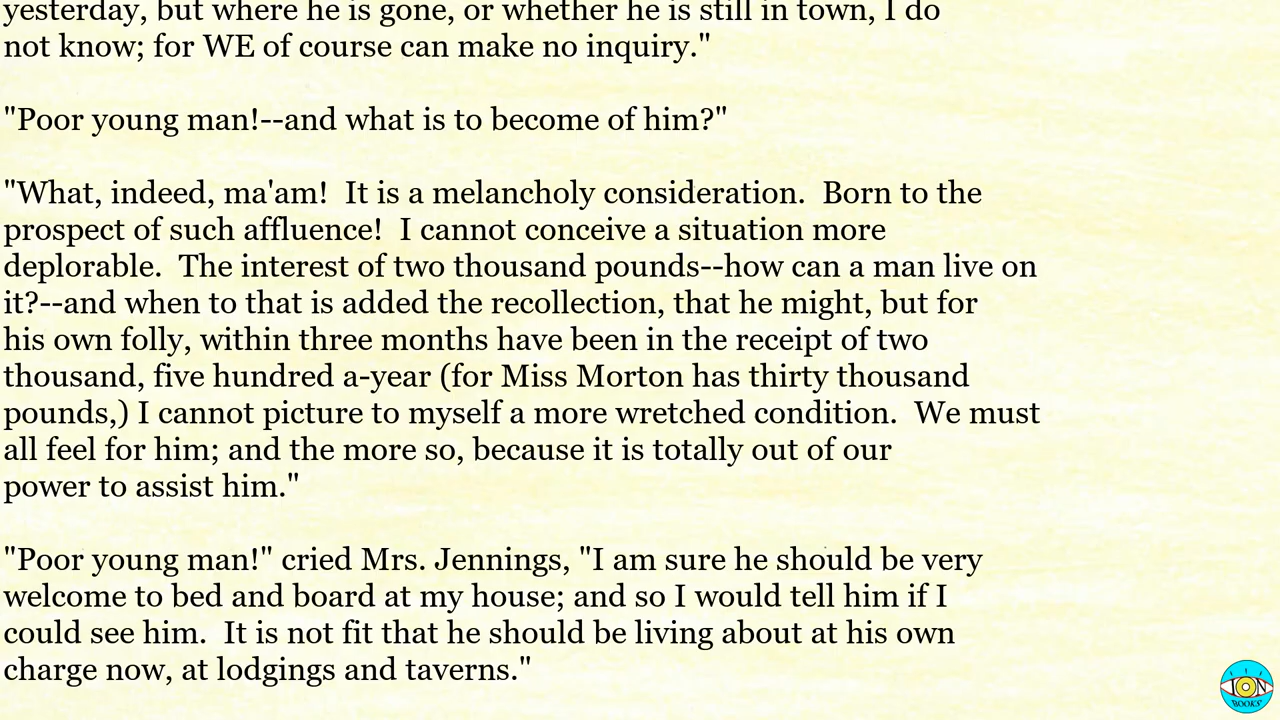 yesterday, but where he is gone, or whether he is still in town, I do
not know; for WE of course can make no inquiry."
"Poor young man!--and what is to become of him?"
"What, indeed, ma'am!  It is a melancholy consideration.  Born to the
prospect of such affluence!  I cannot conceive a situation more
deplorable.  The interest of two thousand pounds--how can a man live on
it?--and when to that is added the recollection, that he might, but for
his own folly, within three months have been in the receipt of two
thousand, five hundred a-year (for Miss Morton has thirty thousand
pounds,) I cannot picture to myself a more wretched condition.  We must
all feel for him; and the more so, because it is totally out of our
power to assist him."
"Poor young man!" cried Mrs. Jennings, "I am sure he should be very
welcome to bed and board at my house; and so I would tell him if I
could see him.  It is not fit that he should be living about at his own
charge now, at lodgings and taverns."
ION
BOOKS